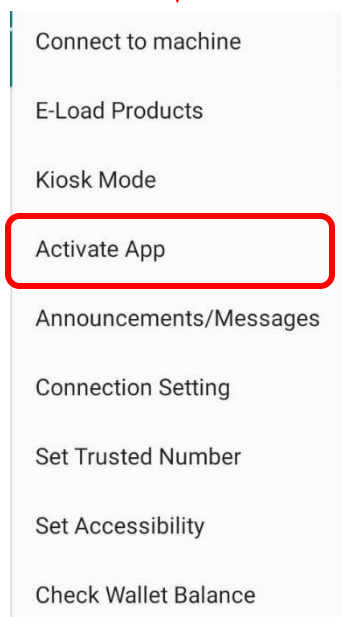 Connect to machine
E-Load Products
Kiosk Mode
Activate App
Announcements/Messages
Connection Setting
Set Trusted Number
Set Accessibility
Check Wallet Balance